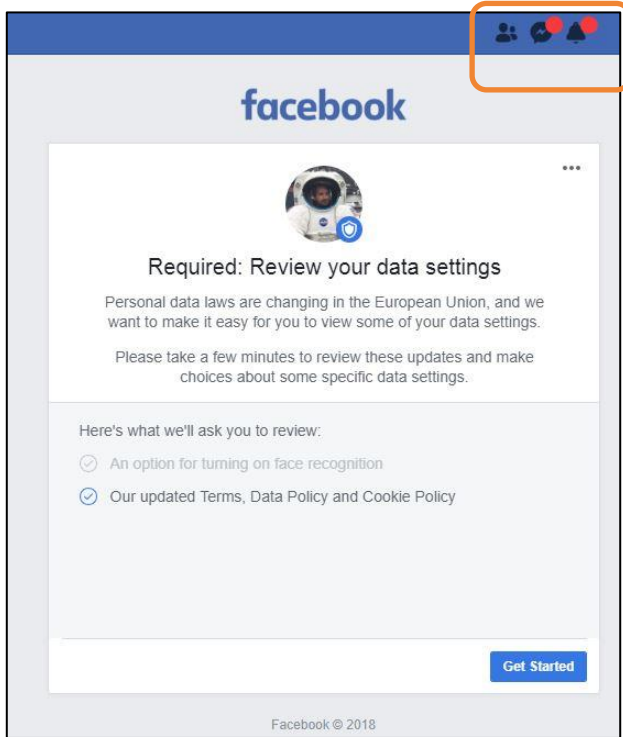 facebook
Required: Review your data settings
Personal data laws are changing in the European Union, and we
want to make it easy for you to view some of your data settings.
Please take a few minutes to review these updates and make
choices about some specific data settings.
Here's what we'll ask you to review:
An option for turning on face recognition
Our updated Terms, Data Policy and Cookie Policy
Get Started
Facebook © 2018